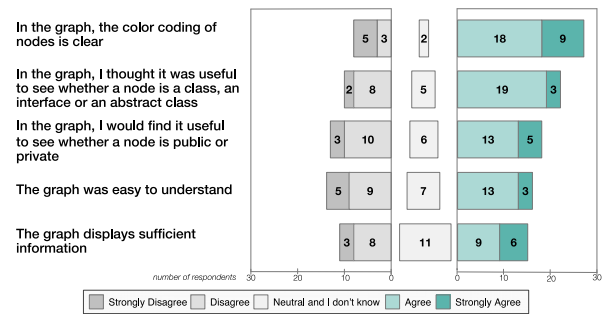 In the graph, the color coding of
nodes is clear
5 3 2 18 9
In the graph, I thought it was useful
to see whether a node is a class, an
interface or an abstract class
2 8 5 19 3
In the graph, I would find it useful
to see whether a node is public or
private
3 10 6 13 5
The graph was easy to understand
5 9 7 13 3
The graph displays sufficient
information
3 8 11 9 6
number of respondents 30 20 10 0 0 10 20 30
Strongly Disagree Disagree Neutral and I don't know Agree Strongly Agree